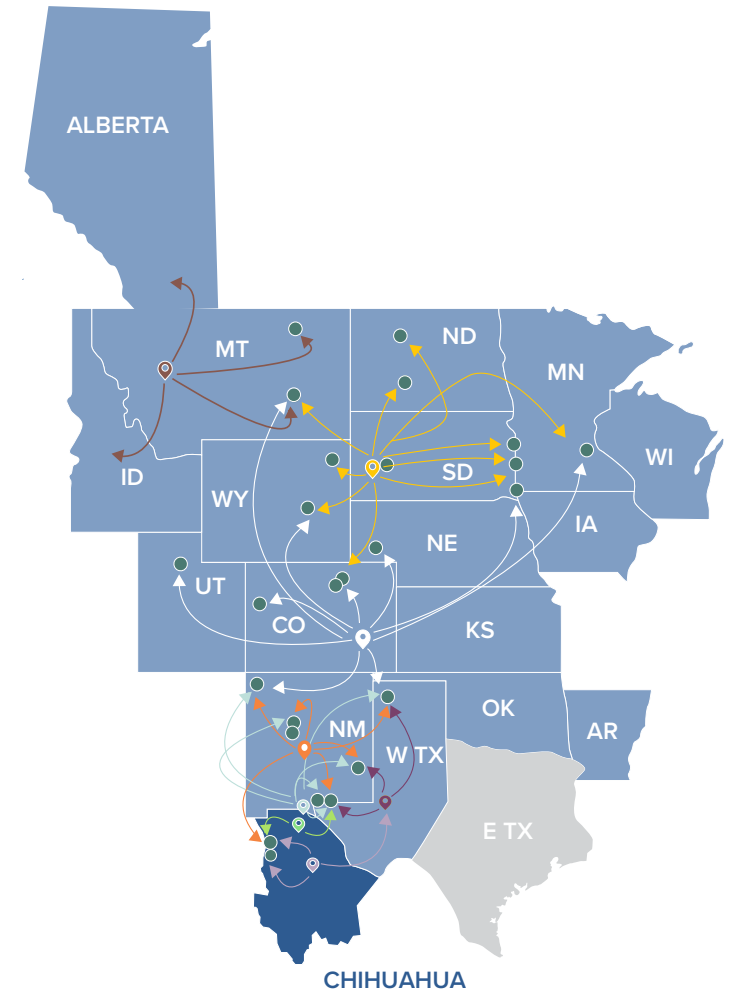 ALBERTA
ND
MT
MN
WI
ID
SD
WY
IA
NE
UT
CO
KS
OK
NM
AR
W TX
E TX
CHIHUAHUA